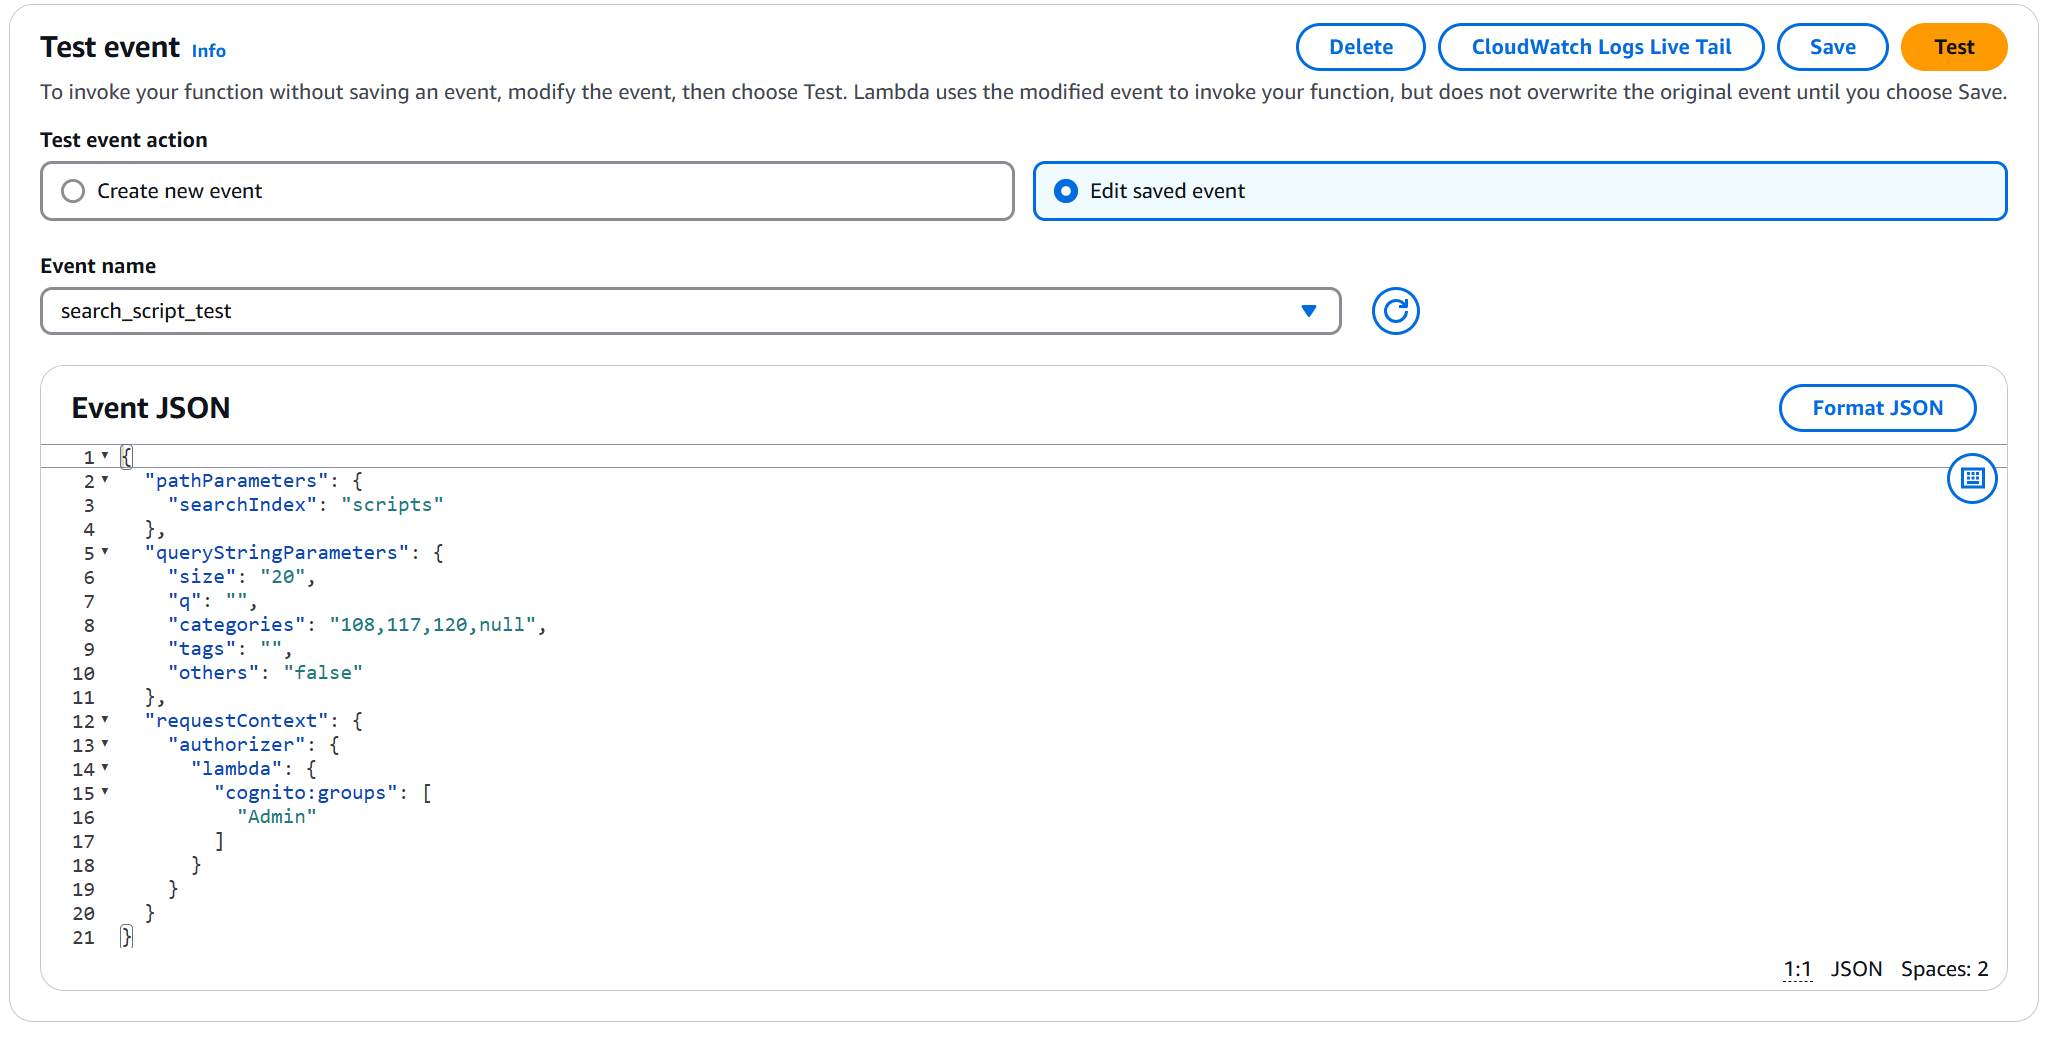 Test event Info
Delete
CloudWatch Logs Live Tail
Save
Test
To invoke your function without saving an event, modify the event, then choose Test. Lambda uses the modified event to invoke your function, but does not overwrite the original event until you choose Save.
Test event action
Create new event
Edit saved event
Event name
search_script_test
Event JSON
Format JSON
1 {
2   "pathParameters": {
3     "searchIndex": "scripts"
4   },
5   "queryStringParameters": {
6     "size": "20",
7     "q": "",
8     "categories": "108,117,120,null",
9     "tags": "",
10     "others": "false"
11   },
12   "requestContext": {
13     "authorizer": {
14       "lambda": {
15         "cognito:groups": [
16           "Admin"
17         ]
18       }
19     }
20   }
21 }
1:1 JSON Spaces: 2